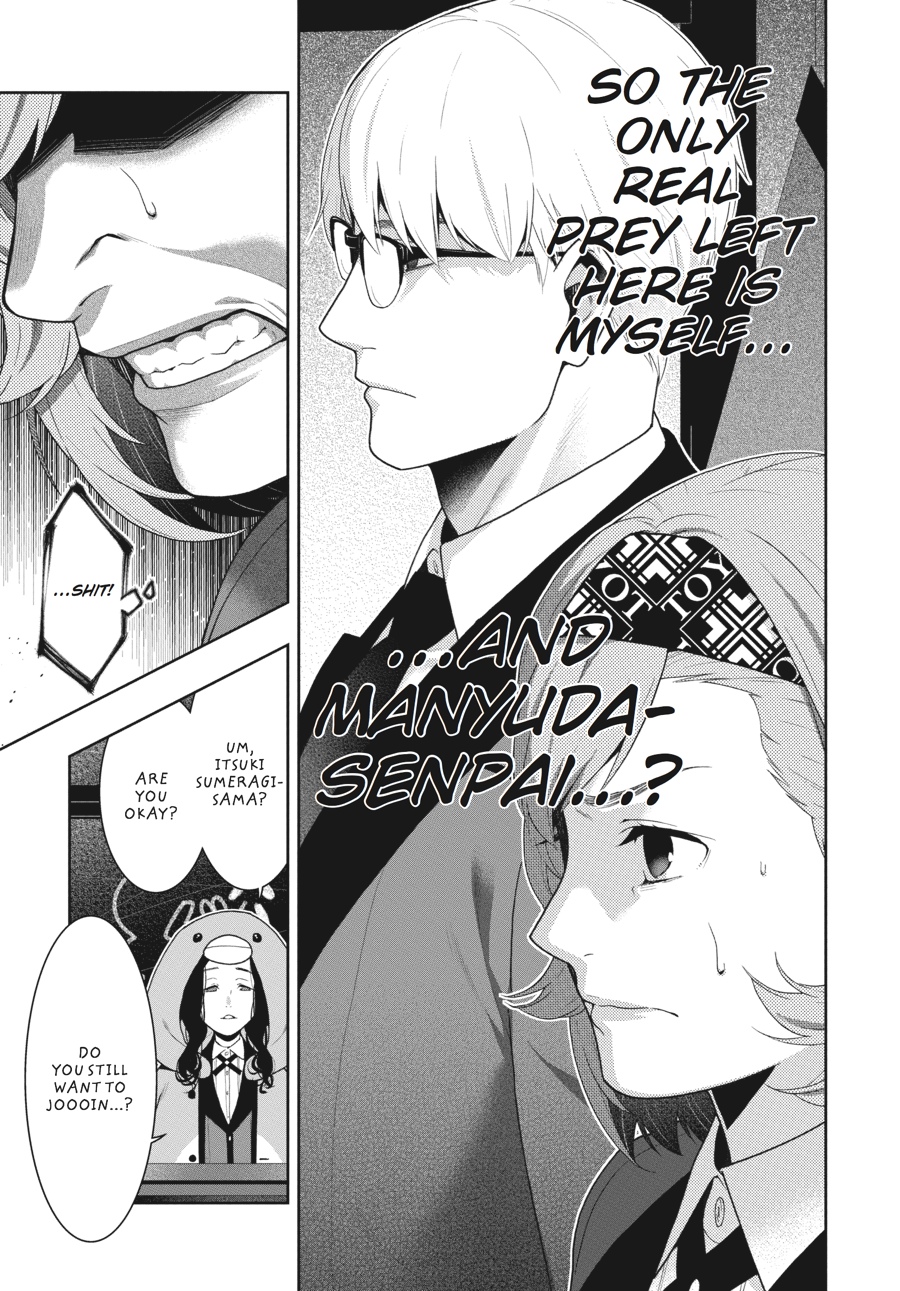 SO THE
ONLY
REAL
PREY LEFT
HERE IS
MYSELF...
...AND
MANYUDA-
SENPAI...?
...SHIT!
UM,
ITSUKI
SUMERAGI-
SAMA?
ARE
YOU
OKAY?
DO
YOU STILL
WANT TO
JOOOIN...?
TOY